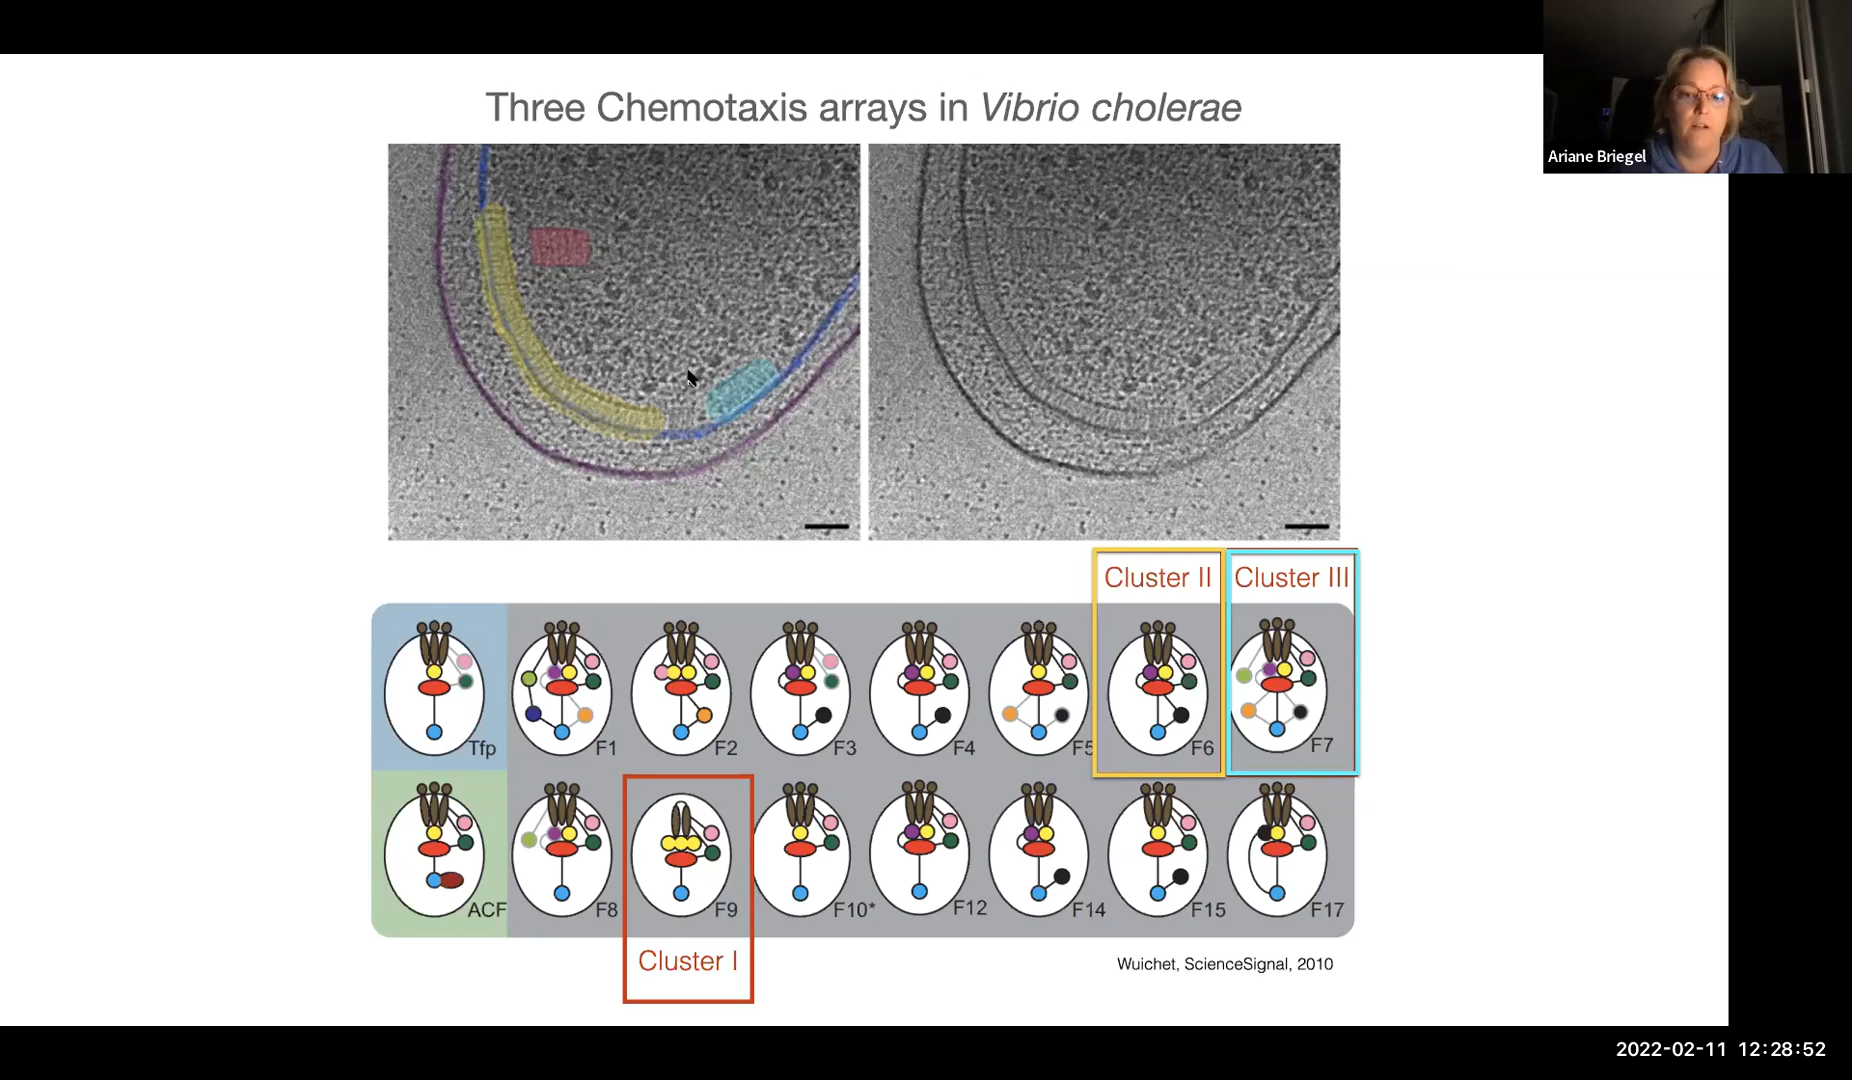 Three Chemotaxis arrays in Vibrio cholerae
Ariane Briegel
Cluster II
Cluster III
Tfp
F1
F2
F3
F4
F5
F6
F7
ACF
F8
F9
F10*
F12
F14
F15
F17
Cluster I
Wuichet, ScienceSignal, 2010
2022-02-11 12:28:52